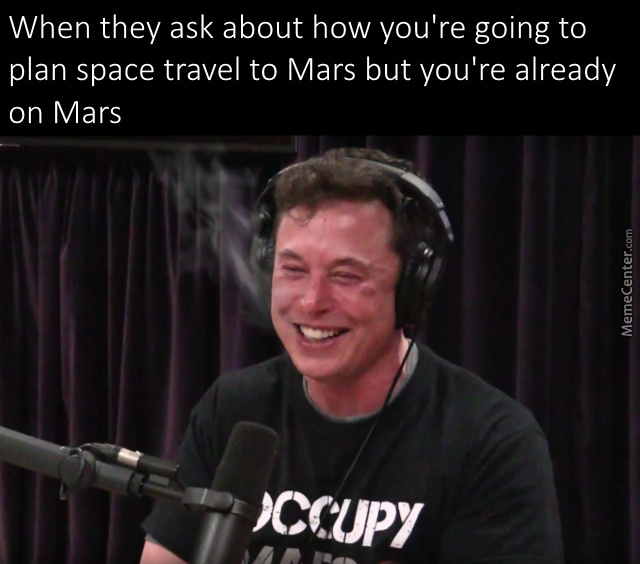 When they ask about how you're going to
plan space travel to Mars but you're already
on Mars
MemeCenter.com
OCCUPY
MARS